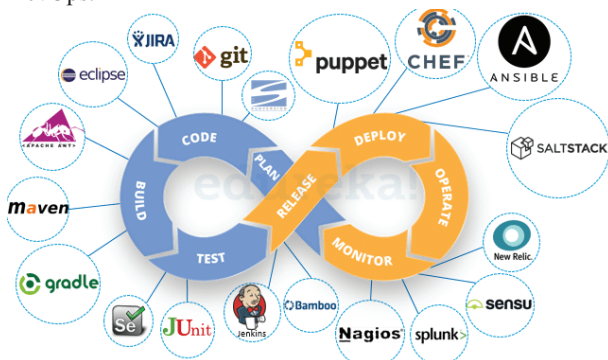 JIRA
git
puppet
CHEF
ANSIBLE
eclipse
SALTSTACK
APACHE ANT
maven
gradle
CODE
PLAN
BUILD
TEST
RELEASE
DEPLOY
OPERATE
MONITOR
edureka!
New Relic.
sensu
Se
JUnit
Jenkins
Bamboo
Nagios®
splunk>